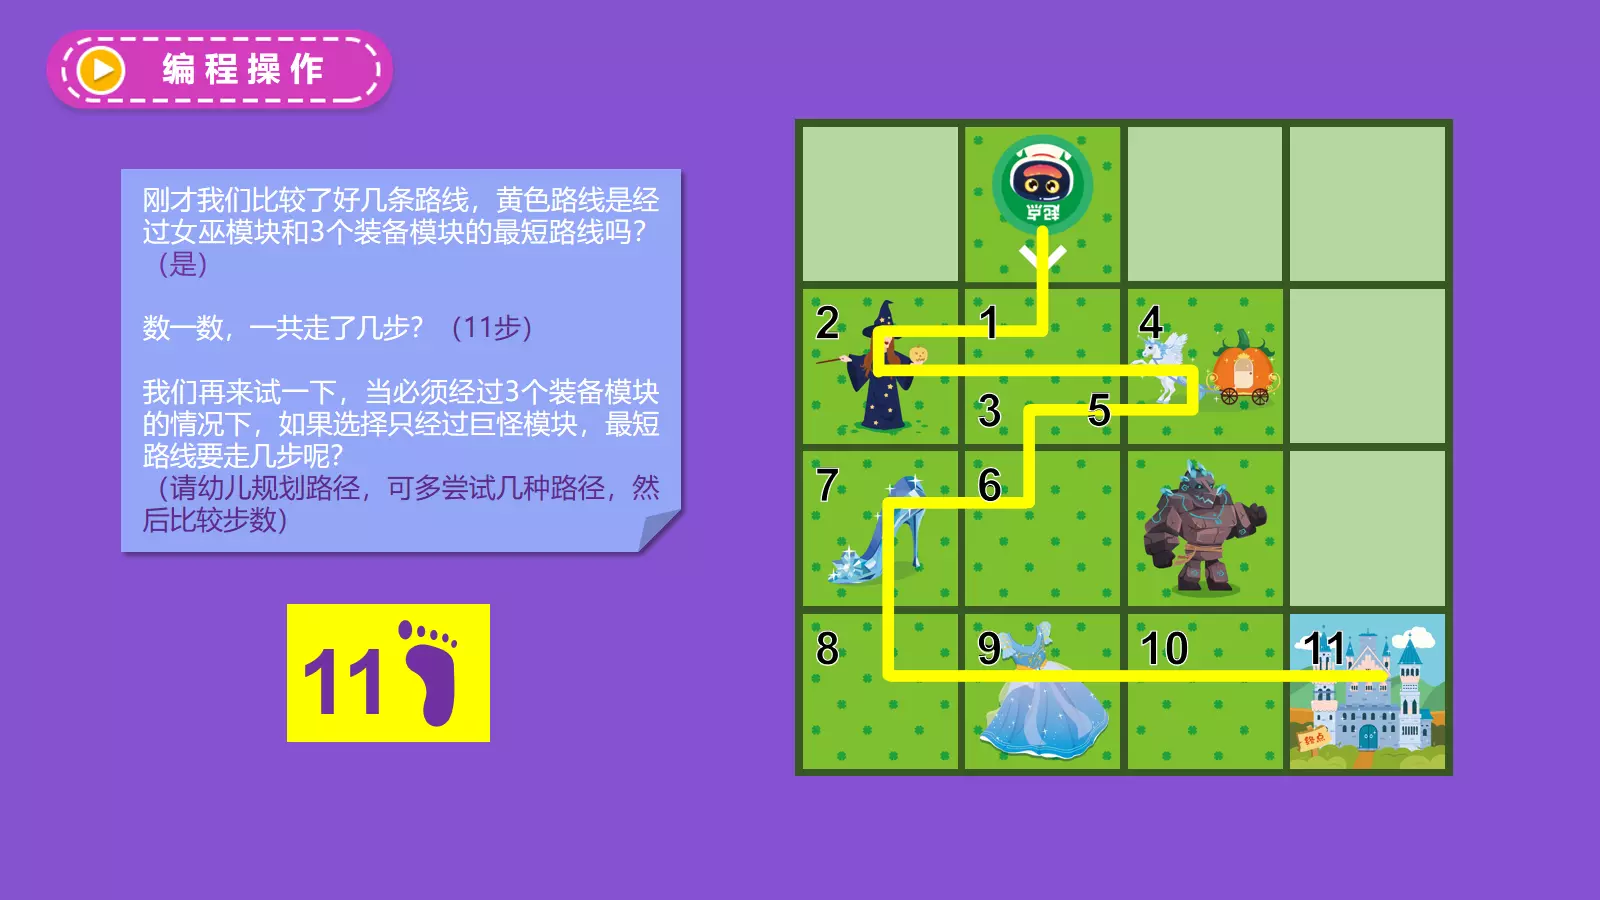 编程操作
刚才我们比较了好几条路线，黄色路线是经
过女巫模块和3个装备模块的最短路线吗？
（是）
数一数，一共走了几步？（11步）
我们再来试一下，当必须经过3个装备模块
的情况下，如果选择只经过巨怪模块，最短
路线要走几步呢？
（请幼儿规划路径，可多尝试几种路径，然
后比较步数）
11
起点
2 1 4
3 5
7 6
8 9 10 11
终点